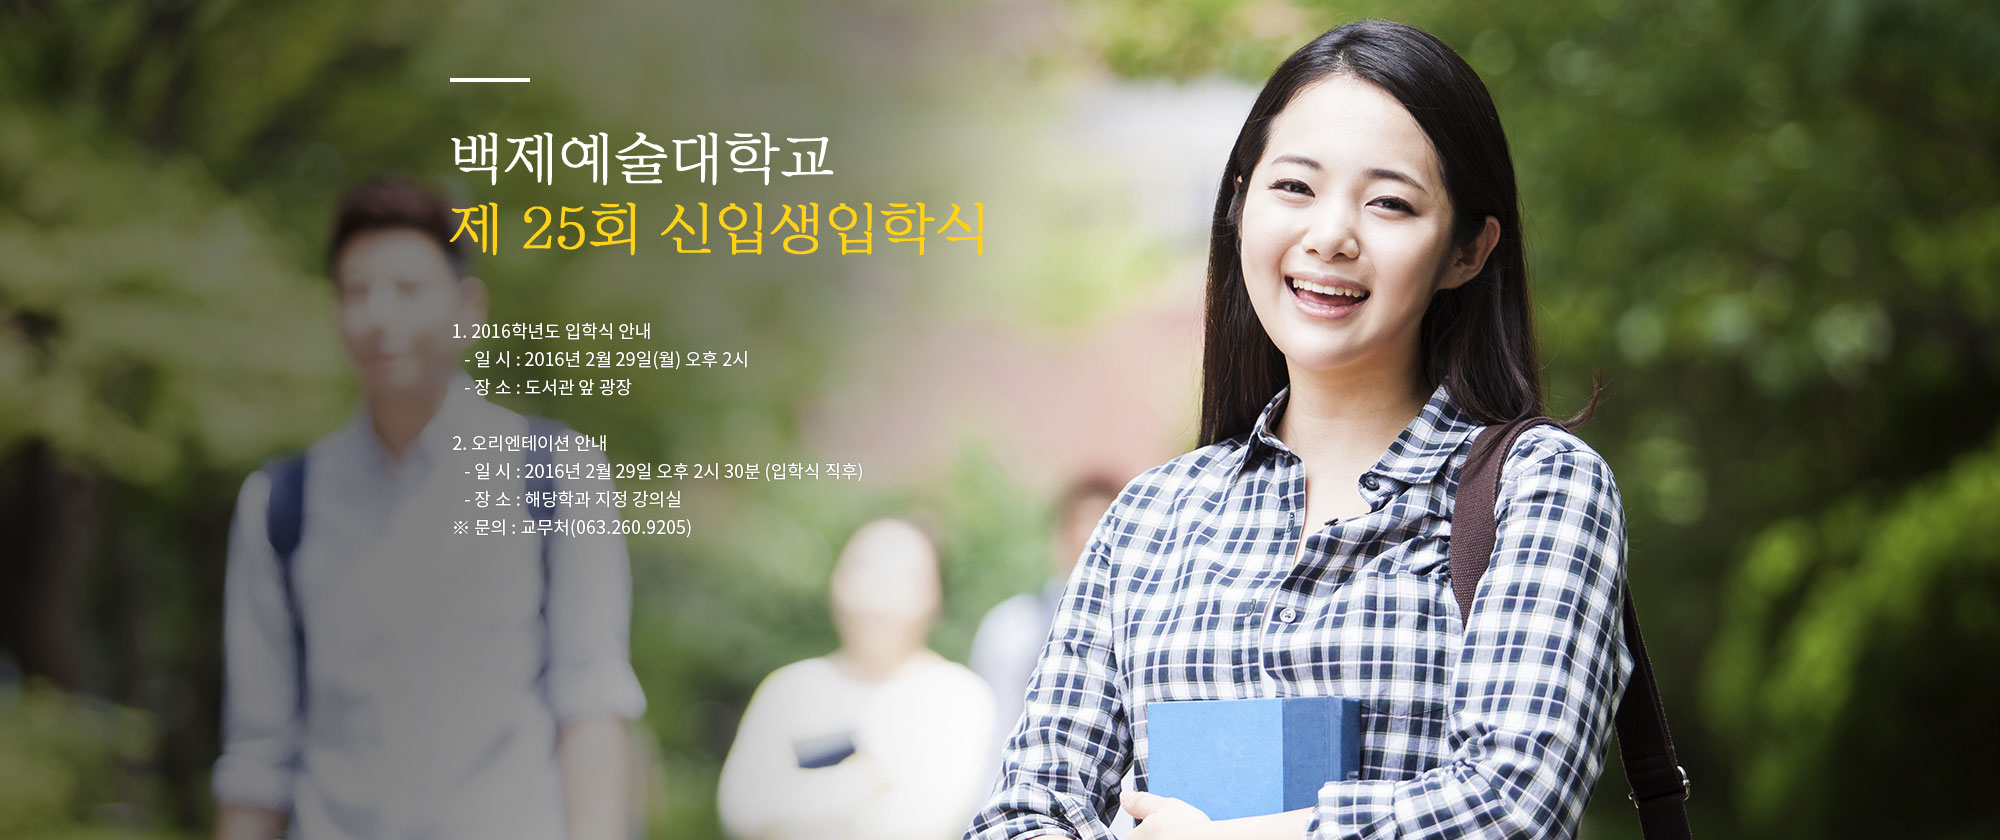 백제예술대학교
제 25회 신입생입학식
1. 2016학년도 입학식 안내
- 일 시 : 2016년 2월 29일(월) 오후 2시
- 장 소 : 도서관 앞 광장
2. 오리엔테이션 안내
- 일 시 : 2016년 2월 29일 오후 2시 30분 (입학식 직후)
- 장 소 : 해당학과 지정 강의실
※ 문의 : 교무처(063.260.9205)